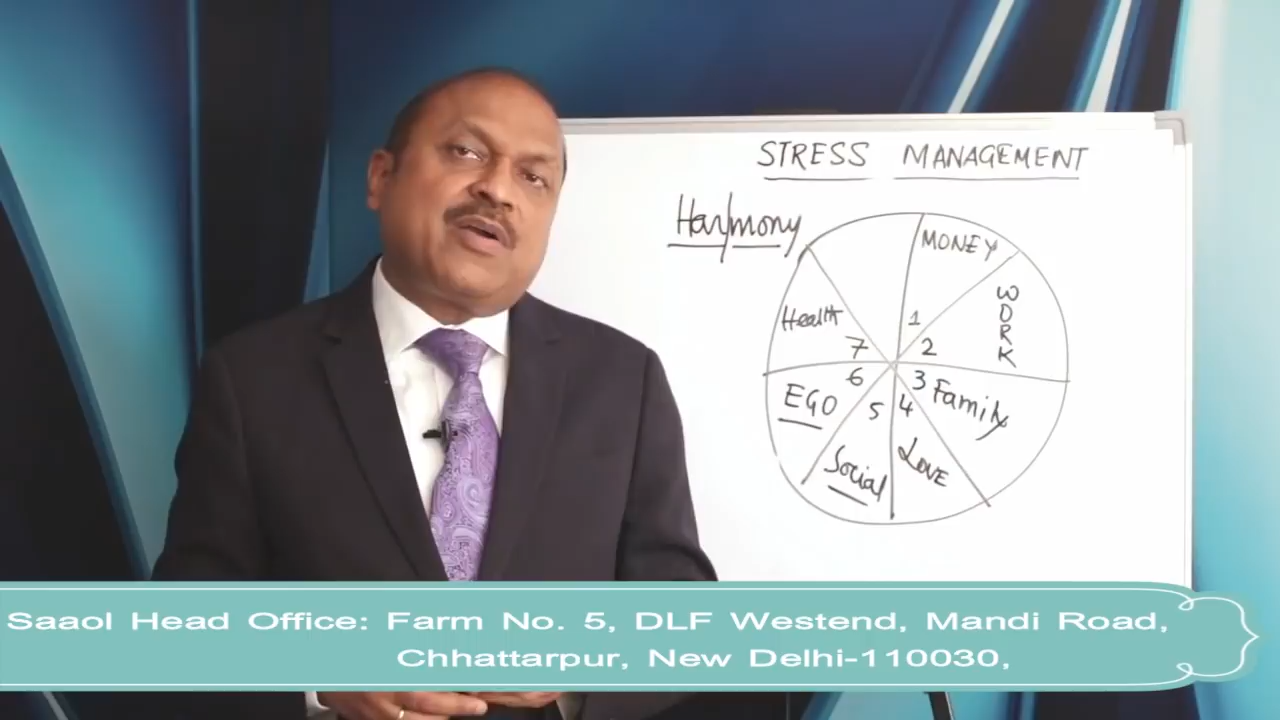 STRESS MANAGEMENT
Harmony
MONEY
WORK
Health
1
2
7
3 Family
6
EGO
5
4
Social
LOVE
Saaol Head Office: Farm No. 5, DLF Westend, Mandi Road,
Chhattarpur, New Delhi-110030,